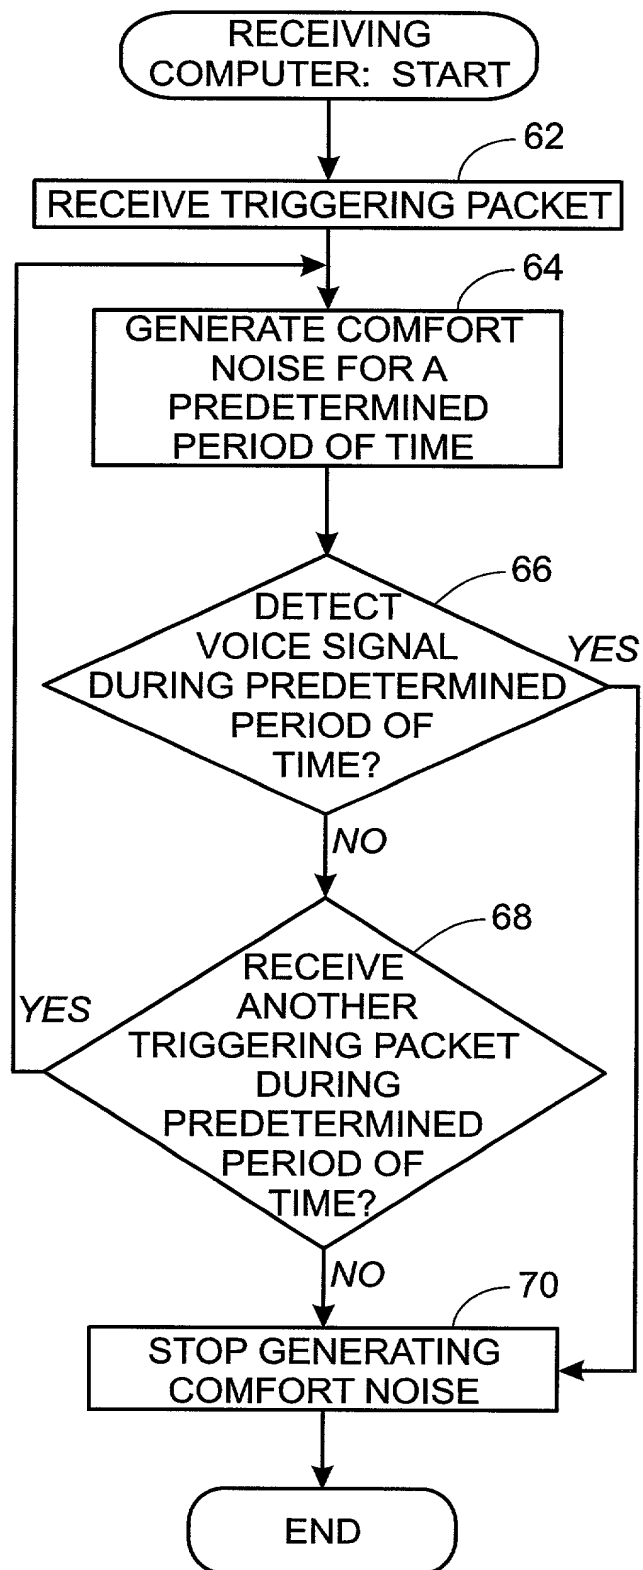 RECEIVING
COMPUTER: START
62
RECEIVE TRIGGERING PACKET
64
GENERATE COMFORT
NOISE FOR A
PREDETERMINED
PERIOD OF TIME
66
DETECT
VOICE SIGNAL
DURING PREDETERMINED
PERIOD OF
TIME?
YES
NO
68
RECEIVE
ANOTHER
TRIGGERING PACKET
DURING
PREDETERMINED
PERIOD OF
TIME?
YES
NO
70
STOP GENERATING
COMFORT NOISE
END